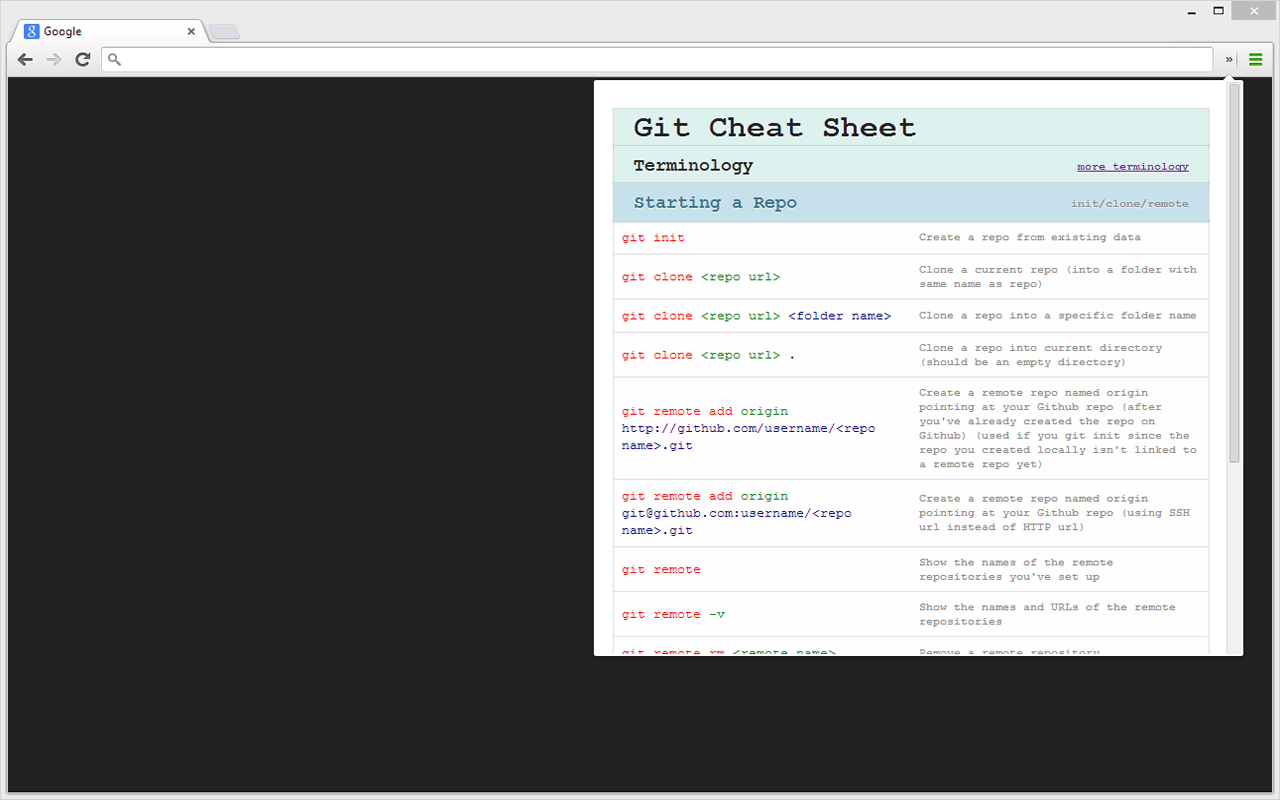 Google
Git Cheat Sheet
Terminology
more terminology
Starting a Repo
init/clone/remote
git init
Create a repo from existing data
git clone <repo url>
Clone a current repo (into a folder with
same name as repo)
git clone <repo url> <folder name>
Clone a repo into a specific folder name
git clone <repo url> .
Clone a repo into current directory
(should be an empty directory)
git remote add origin
http://github.com/username/<repo
name>.git
Create a remote repo named origin
pointing at your Github repo (after
you've already created the repo on
Github) (used if you git init since the
repo you created locally isn't linked to
a remote repo yet)
git remote add origin
git@github.com:username/<repo
name>.git
Create a remote repo named origin
pointing at your Github repo (using SSH
url instead of HTTP url)
git remote
Show the names of the remote
repositories you've set up
git remote -v
Show the names and URLs of the remote
repositories
git remote rm <remote name>
Remove a remote repository